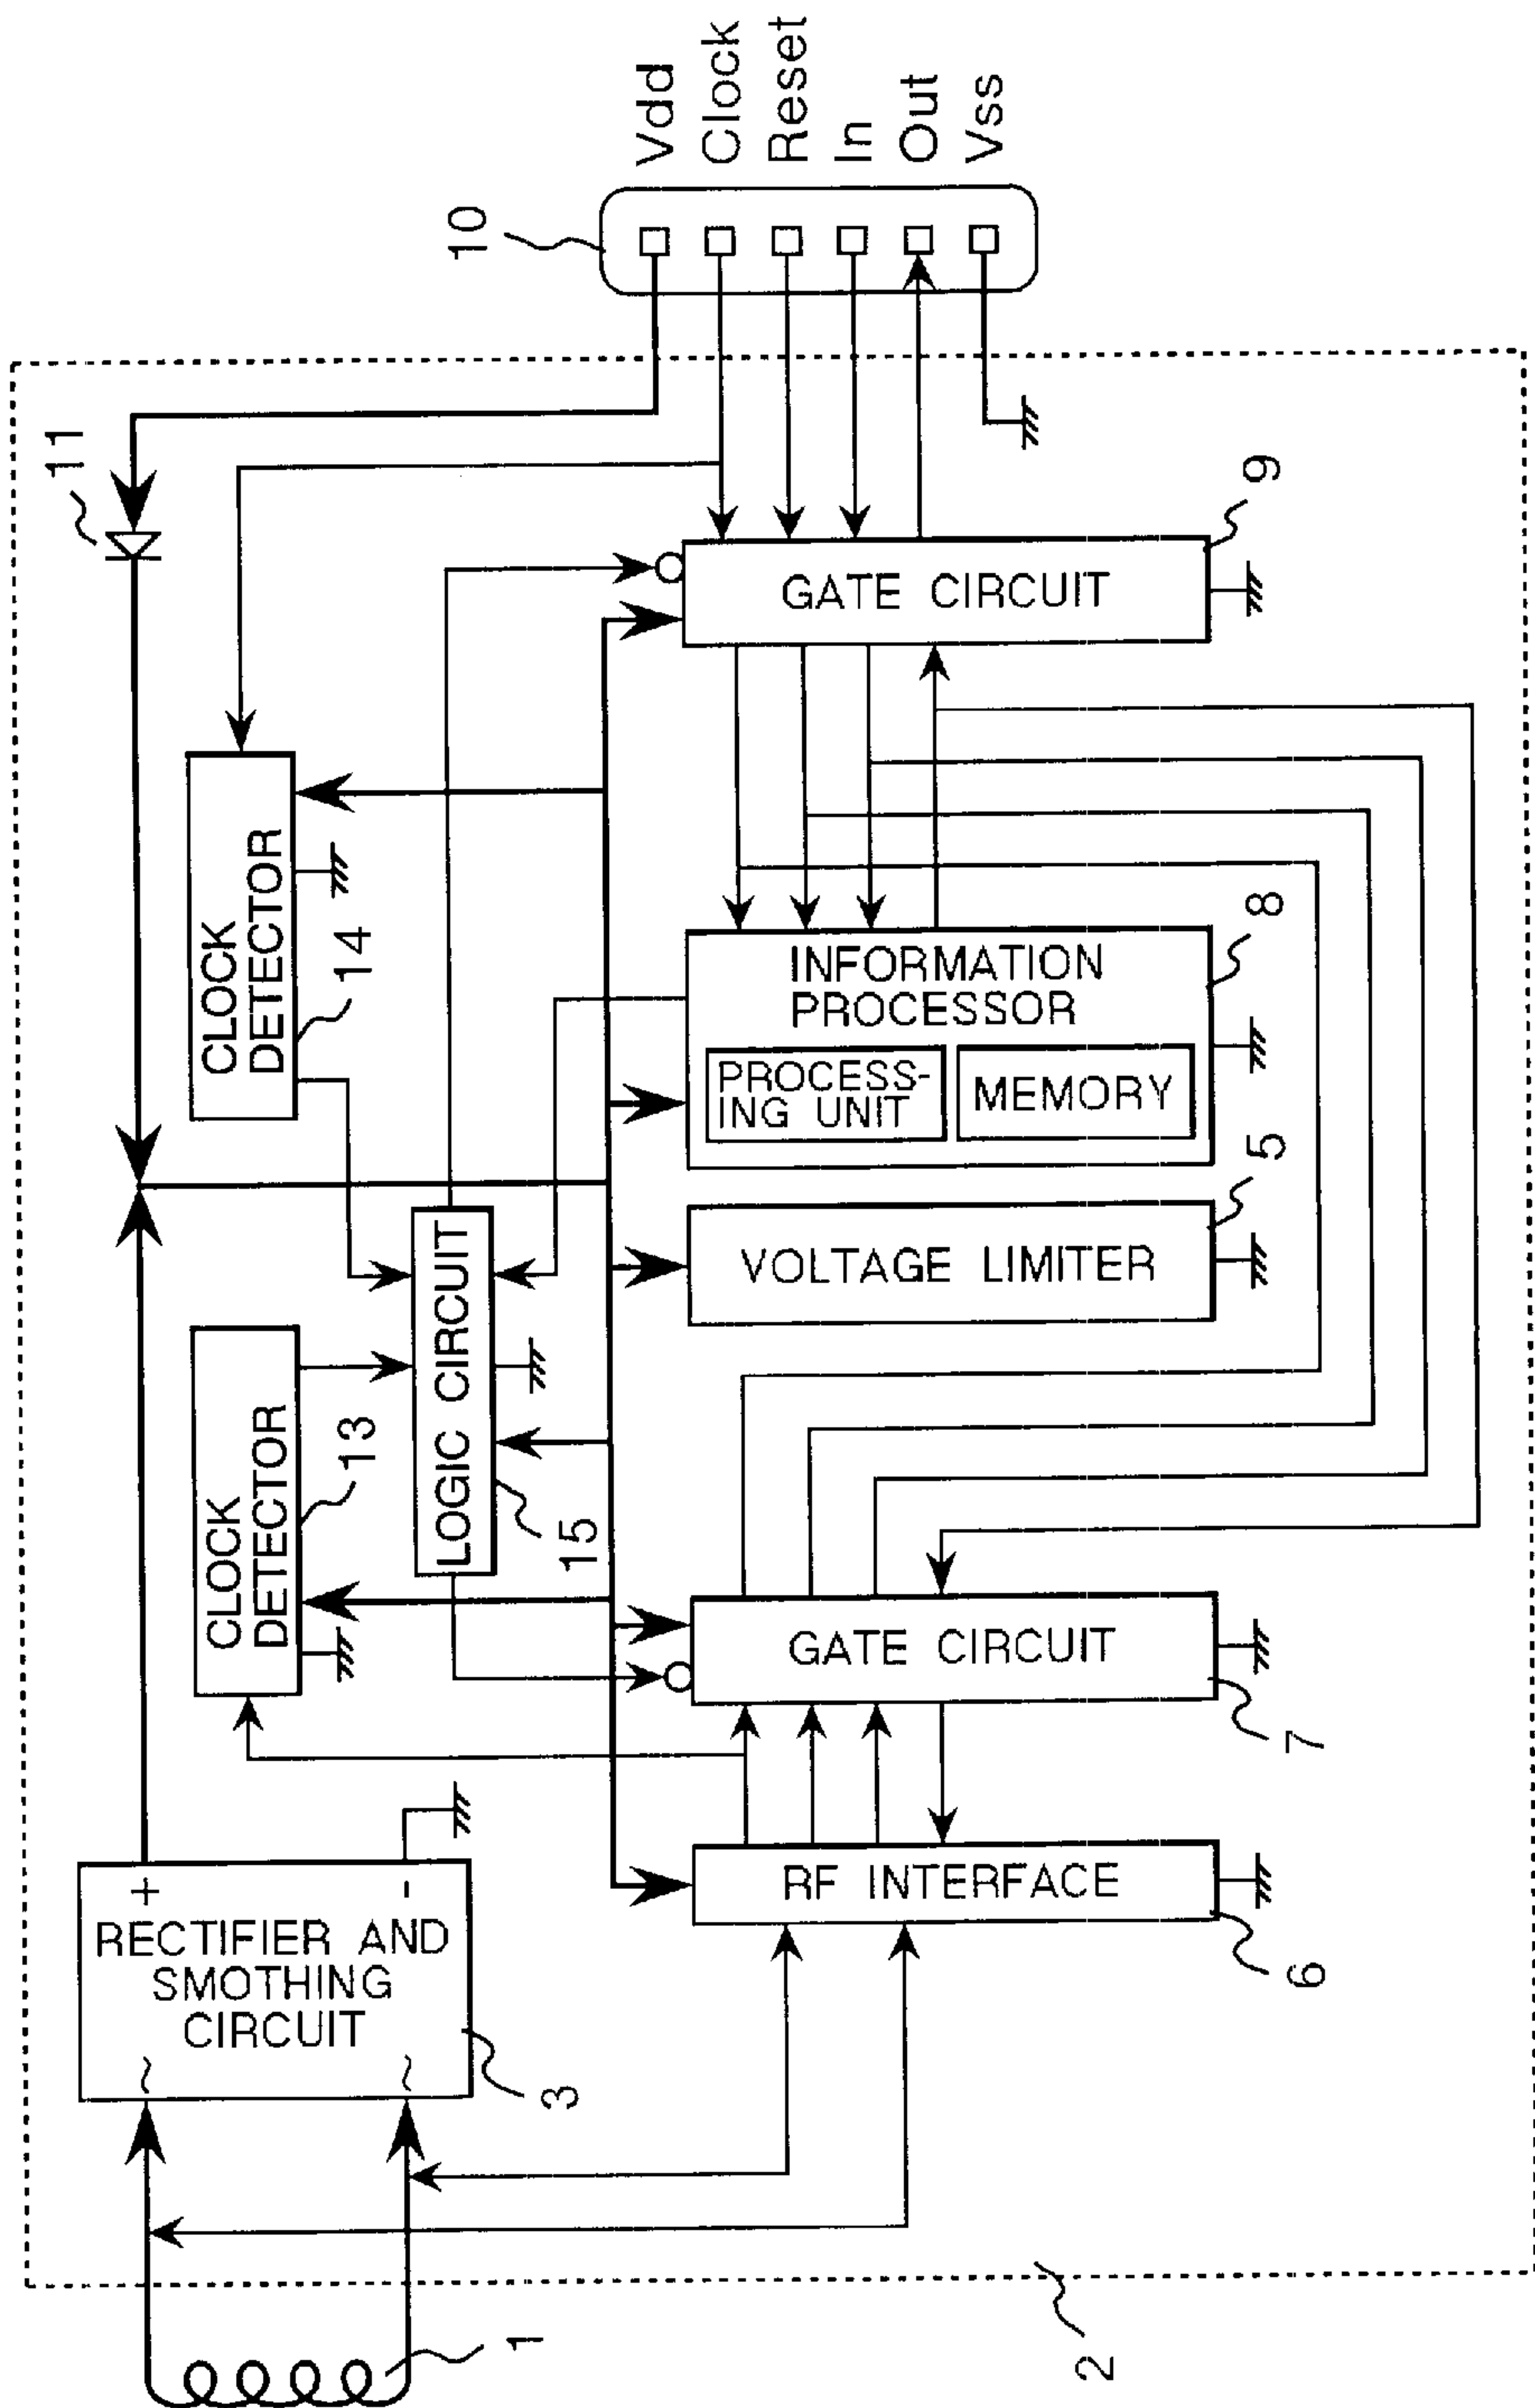 11
10
Vdd
Clock
Reset
In
Out
Vss
CLOCK
DETECTOR
14
CLOCK
DETECTOR
13
LOGIC CIRCUIT
15
+
-
RECTIFIER AND
SMOTHING
CIRCUIT
~
~
3
1
RF INTERFACE
6
GATE CIRCUIT
7
VOLTAGE LIMITER
5
INFORMATION
PROCESSOR
PROCESS-
ING UNIT
MEMORY
8
GATE CIRCUIT
9
2